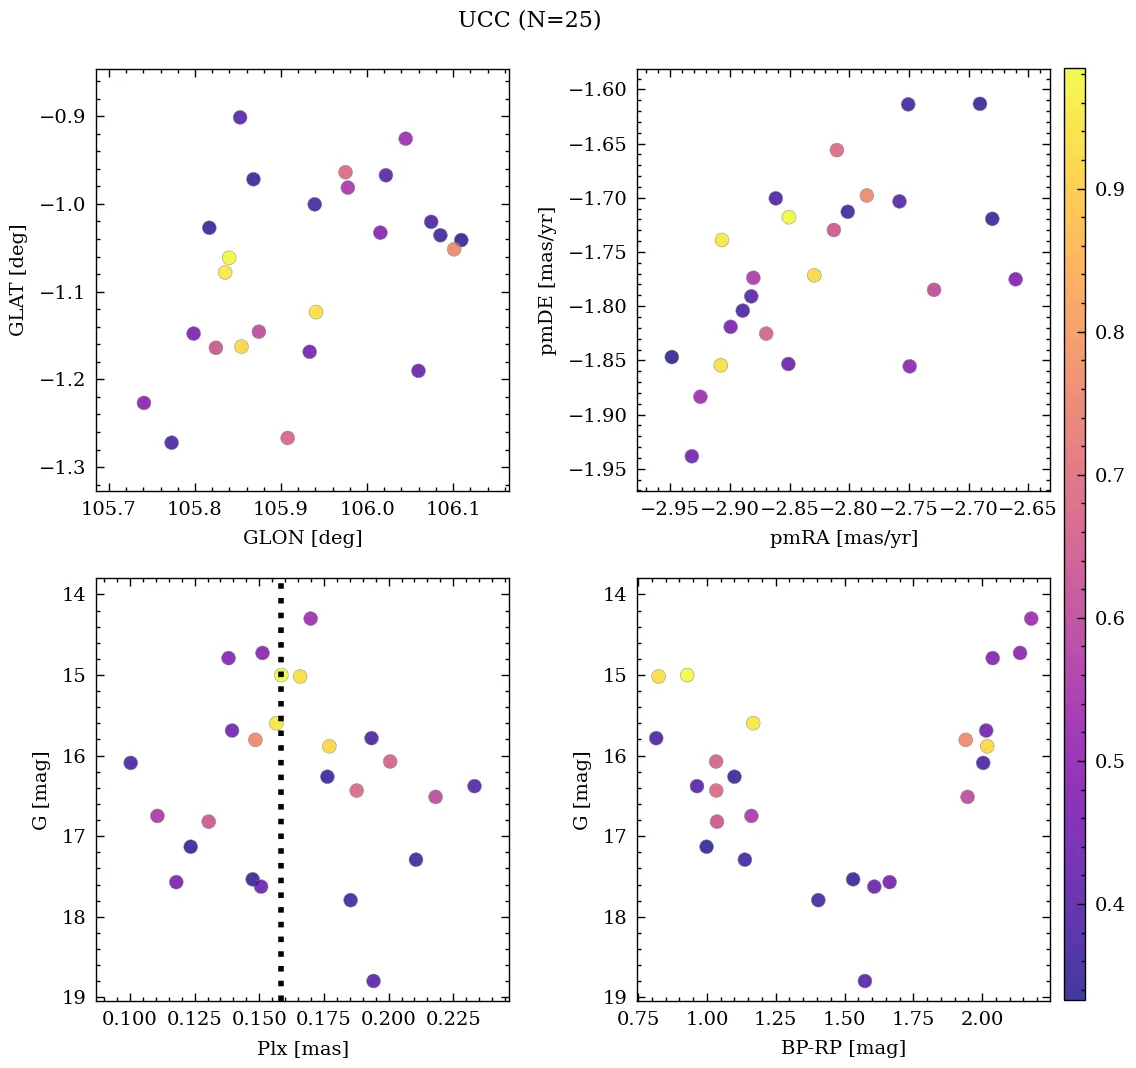 UCC (N=25)
−0.9
−1.0
−1.1
−1.2
−1.3
GLAT [deg]
105.7 105.8 105.9 106.0 106.1
GLON [deg]
−1.60
−1.65
−1.70
−1.75
−1.80
−1.85
−1.90
−1.95
pmDE [mas/yr]
−2.95 −2.90 −2.85 −2.80 −2.75 −2.70 −2.65
pmRA [mas/yr]
0.9
0.8
0.7
0.6
0.5
0.4
14
15
16
17
18
19
G [mag]
0.100 0.125 0.150 0.175 0.200 0.225
Plx [mas]
14
15
16
17
18
19
G [mag]
0.75 1.00 1.25 1.50 1.75 2.00
BP-RP [mag]